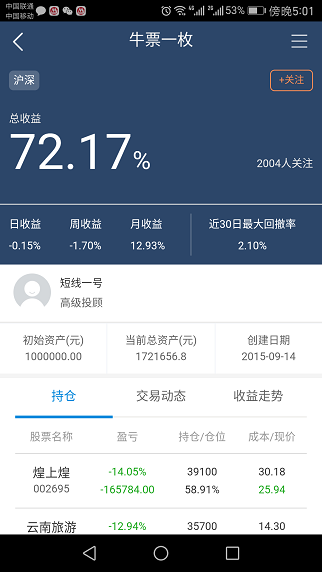 中国联通
中国移动
4G 2G 53% 傍晚5:01
牛票一枚
沪深
+关注
总收益
72.17%
2004人关注
日收益 周收益 月收益 近30日最大回撤率
-0.15% -1.70% 12.93% 2.10%
短线一号
高级投顾
初始资产(元) 当前总资产(元) 创建日期
1000000.00 1721656.8 2015-09-14
持仓 交易动态 收益走势
股票名称 盈亏 持仓/仓位 成本/现价
煌上煌 -14.05% 39100 30.18
002695 -165784.00 58.91% 25.94
云南旅游 -12.94% 35700 14.30